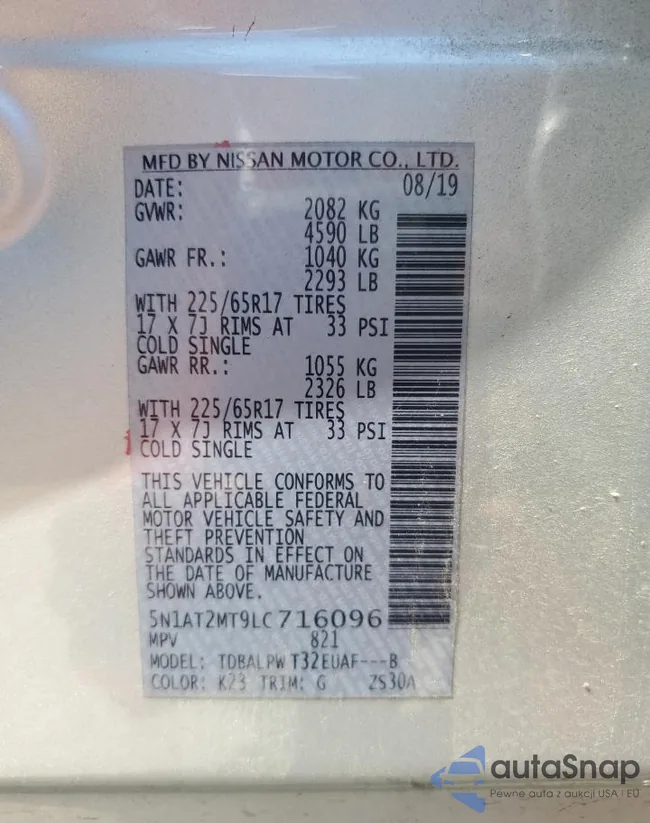 MFD BY NISSAN MOTOR CO., LTD.
DATE: 08/19
GVWR: 2082 KG
4590 LB
GAWR FR.: 1040 KG
2293 LB
WITH 225/65R17 TIRES
17 X 7J RIMS AT 33 PSI
COLD SINGLE
GAWR RR.: 1055 KG
2326 LB
WITH 225/65R17 TIRES
17 X 7J RIMS AT 33 PSI
COLD SINGLE
THIS VEHICLE CONFORMS TO
ALL APPLICABLE FEDERAL
MOTOR VEHICLE SAFETY AND
THEFT PREVENTION
STANDARDS IN EFFECT ON
THE DATE OF MANUFACTURE
SHOWN ABOVE.
5N1AT2MT9LC716096
MPV 821
MODEL: TDBALPW T32EUAF---B
COLOR: K23 TRIM: G ZS30A
autaSnap
Pewne auta z aukcji USA i EU